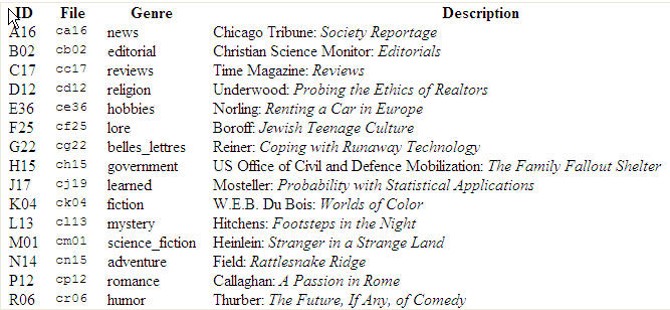 ID File Genre Description
A16 ca16 news Chicago Tribune: Society Reportage
B02 cb02 editorial Christian Science Monitor: Editorials
C17 cc17 reviews Time Magazine: Reviews
D12 cd12 religion Underwood: Probing the Ethics of Realtors
E36 ce36 hobbies Norling: Renting a Car in Europe
F25 cf25 lore Boroff: Jewish Teenage Culture
G22 cg22 belles_lettres Reiner: Coping with Runaway Technology
H15 ch15 government US Office of Civil and Defence Mobilization: The Family Fallout Shelter
J17 cj19 learned Mosteller: Probability with Statistical Applications
K04 ck04 fiction W.E.B. Du Bois: Worlds of Color
L13 cl13 mystery Hitchens: Footsteps in the Night
M01 cm01 science_fiction Heinlein: Stranger in a Strange Land
N14 cn15 adventure Field: Rattlesnake Ridge
P12 cp12 romance Callaghan: A Passion in Rome
R06 cr06 humor Thurber: The Future, If Any, of Comedy